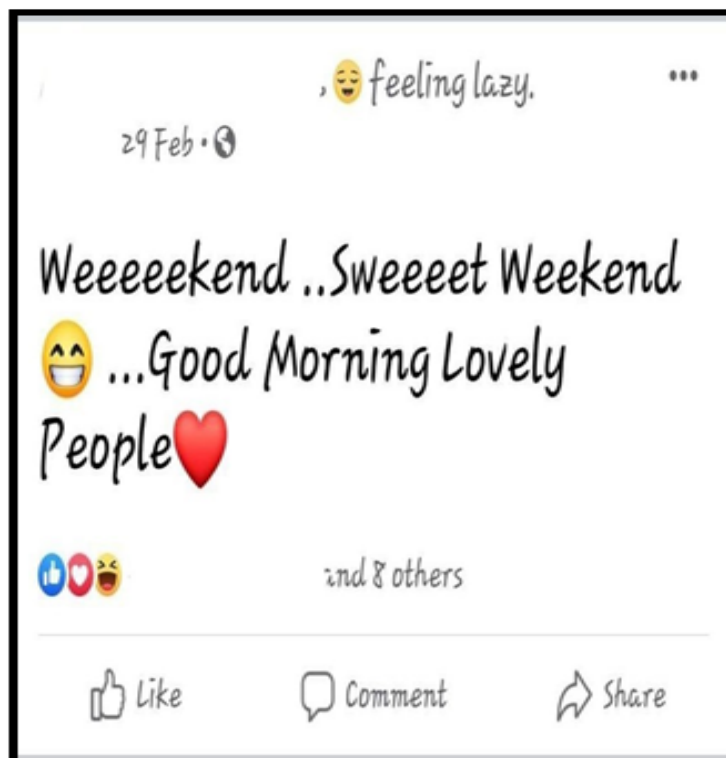 , 😌 feeling lazy.
29 Feb ·
Weeeeekend ..Sweeeet Weekend
😁 ...Good Morning Lovely
People❤️
and 8 others
Like Comment Share